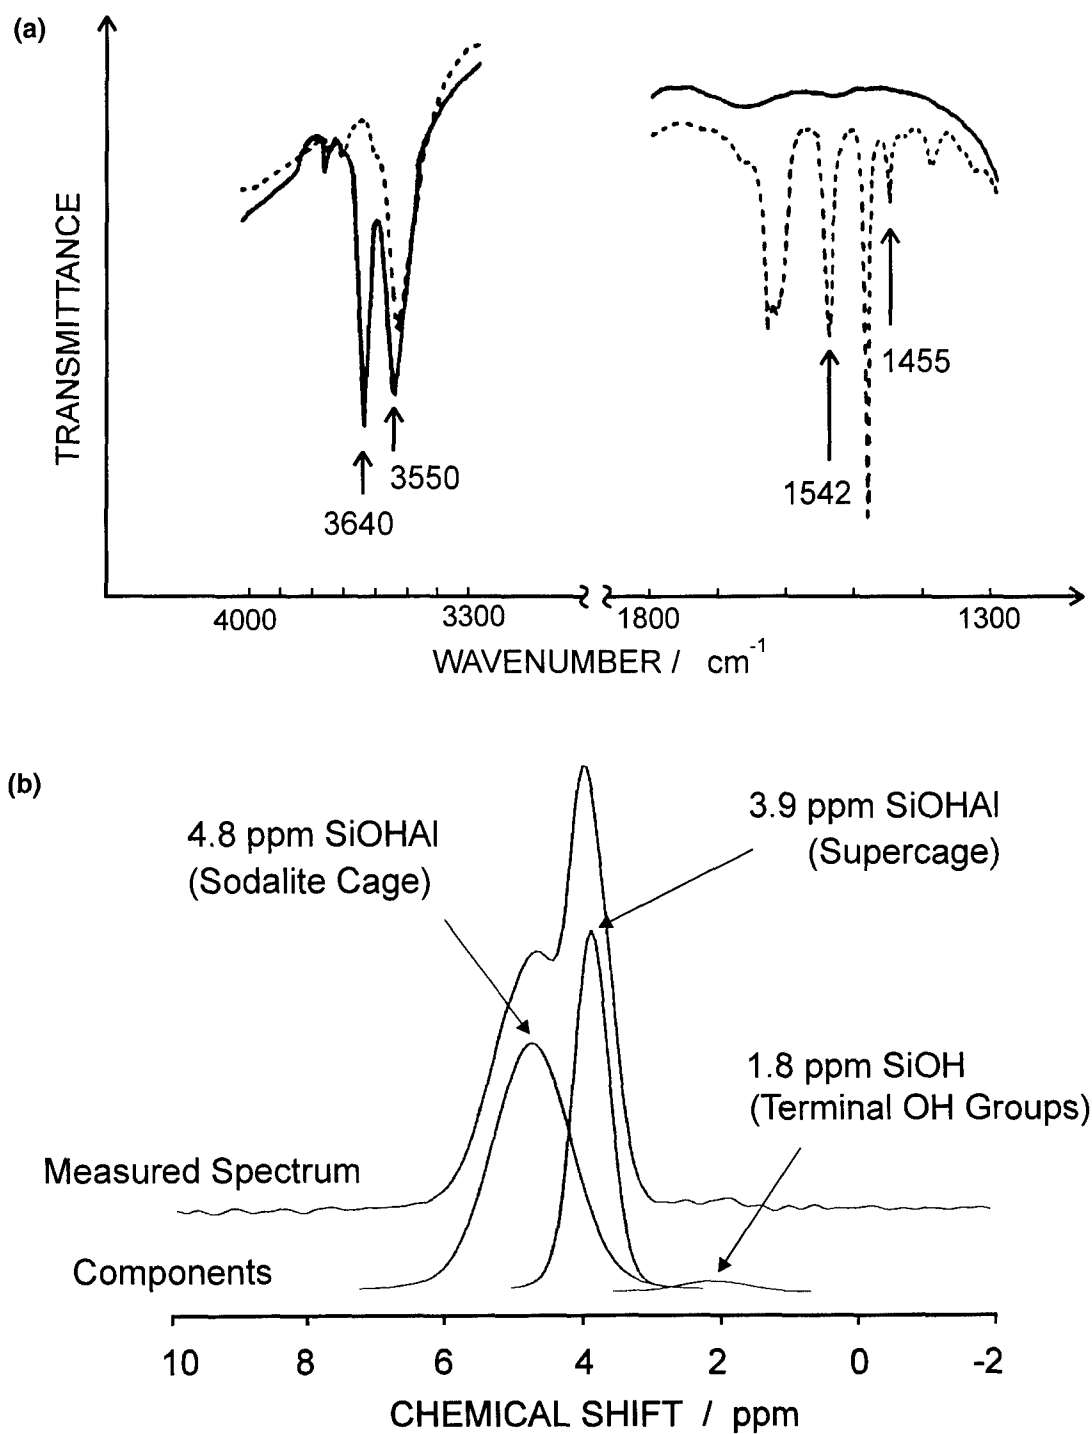 (a)
TRANSMITTANCE
3640
3550
1542
1455
4000
3300
1800
1300
WAVENUMBER / cm-1
(b)
4.8 ppm SiOHAl
(Sodalite Cage)
3.9 ppm SiOHAl
(Supercage)
1.8 ppm SiOH
(Terminal OH Groups)
Measured Spectrum
Components
10 8 6 4 2 0 -2
CHEMICAL SHIFT / ppm